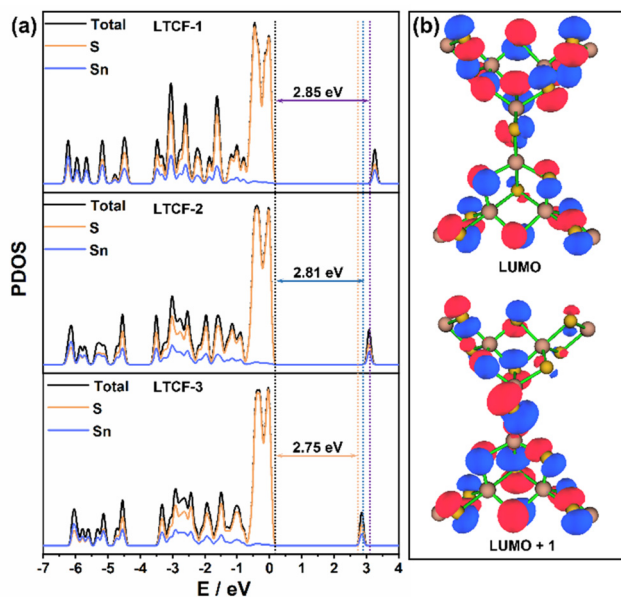 (a)
Total LTCF-1
S
Sn
2.85 eV
Total LTCF-2
S
Sn
2.81 eV
Total LTCF-3
S
Sn
2.75 eV
PDOS
-7 -6 -5 -4 -3 -2 -1 0 1 2 3 4
E / eV
(b)
LUMO
LUMO + 1